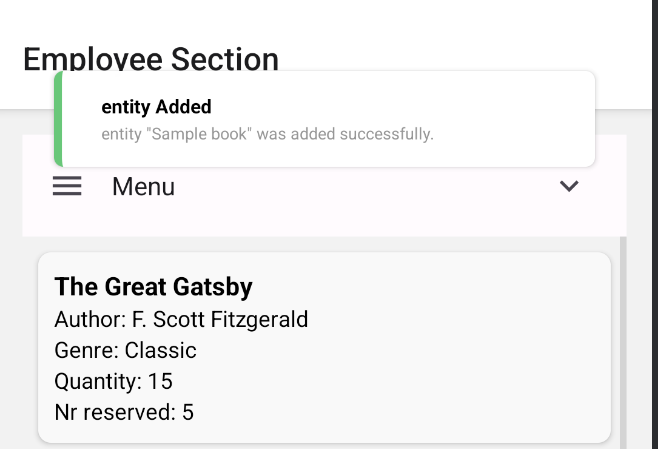 Employee Section
entity Added
entity "Sample book" was added successfully.
Menu
The Great Gatsby
Author: F. Scott Fitzgerald
Genre: Classic
Quantity: 15
Nr reserved: 5